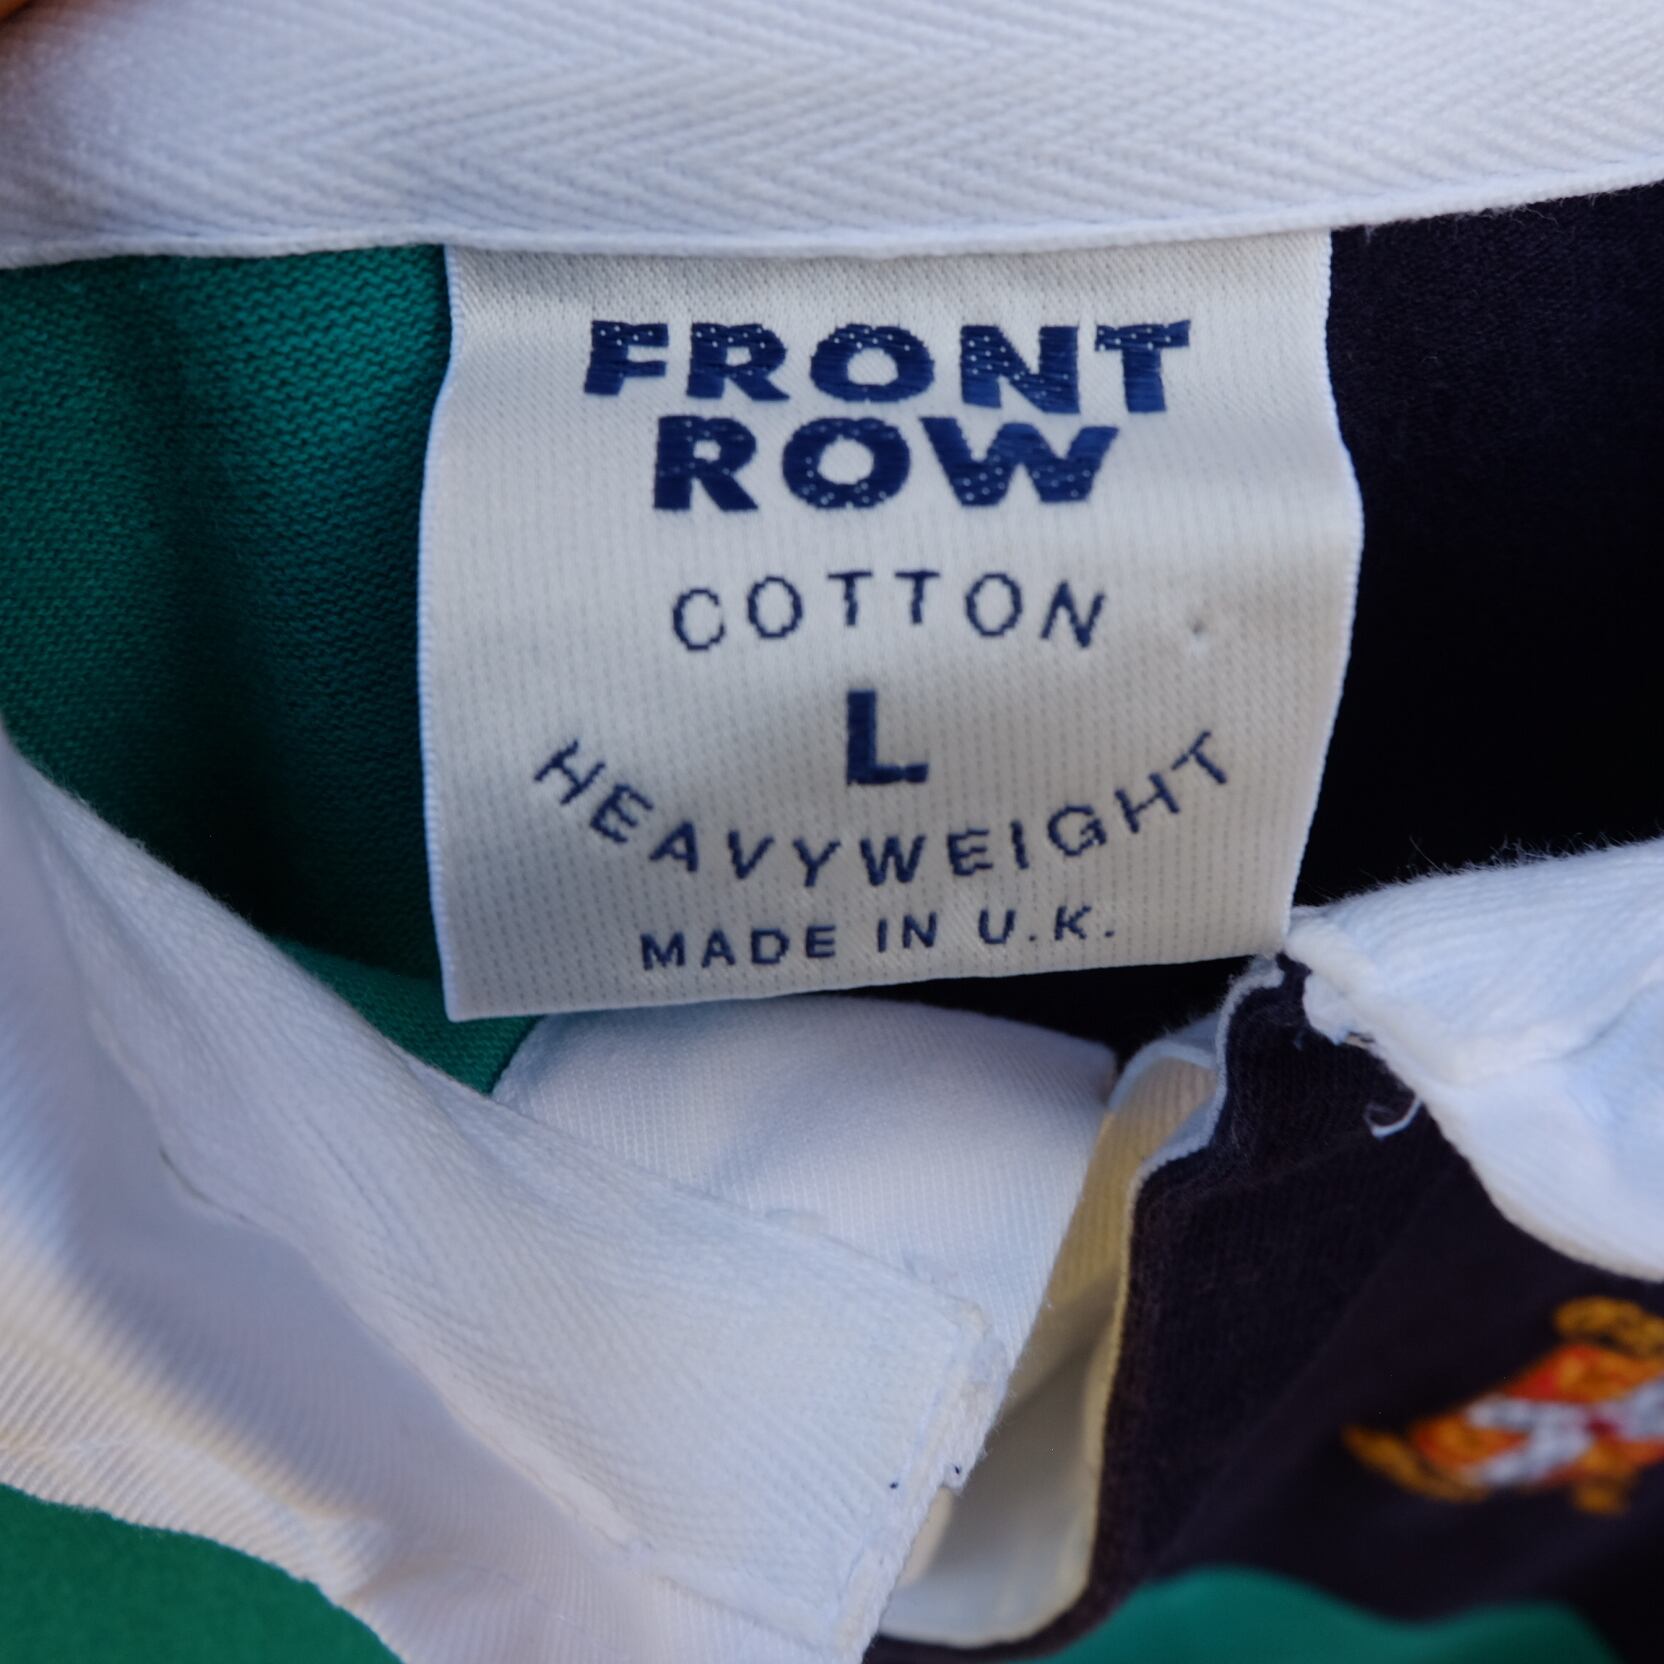 FRONT
ROW
COTTON
L
HEAVYWEIGHT
MADE IN U.K.